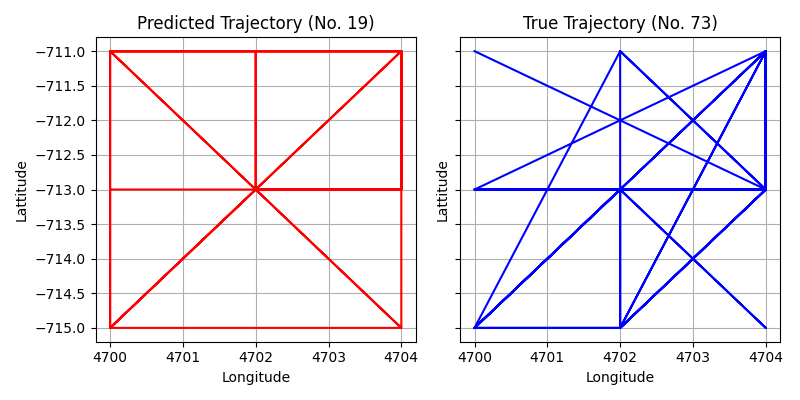 Predicted Trajectory (No. 19)
True Trajectory (No. 73)
Lattitude
−711.0
−711.5
−712.0
−712.5
−713.0
−713.5
−714.0
−714.5
−715.0
4700 4701 4702 4703 4704
Longitude
Lattitude
4700 4701 4702 4703 4704
Longitude